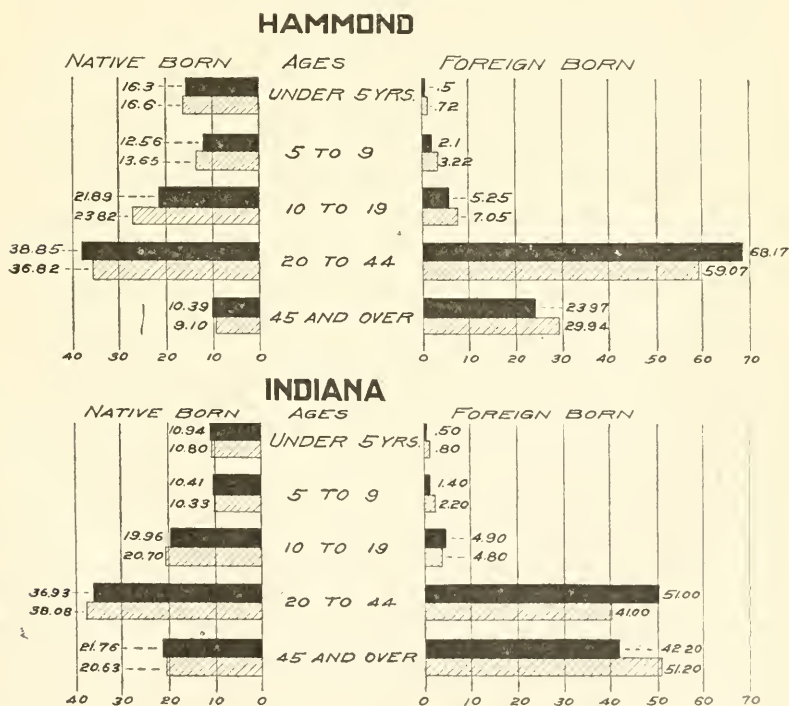 HAMMOND
NATIVE BORN AGES FOREIGN BORN
16.3 UNDER 5 YRS. .5
16.6 .72
12.56 5 TO 9 2.1
13.65 3.22
21.89 10 TO 19 5.25
23.82 7.05
38.85 20 TO 44 68.17
36.82 59.07
10.39 45 AND OVER 23.97
9.10 29.94
40 30 20 10 0 0 10 20 30 40 50 60 70
INDIANA
NATIVE BORN AGES FOREIGN BORN
10.94 UNDER 5 YRS. .50
10.80 .80
10.41 5 TO 9 1.40
10.33 2.20
19.96 10 TO 19 4.90
20.70 4.80
36.93 20 TO 44 51.00
38.08 41.00
21.76 45 AND OVER 42.20
20.63 51.20
40 30 20 10 0 0 10 20 30 40 50 60 70